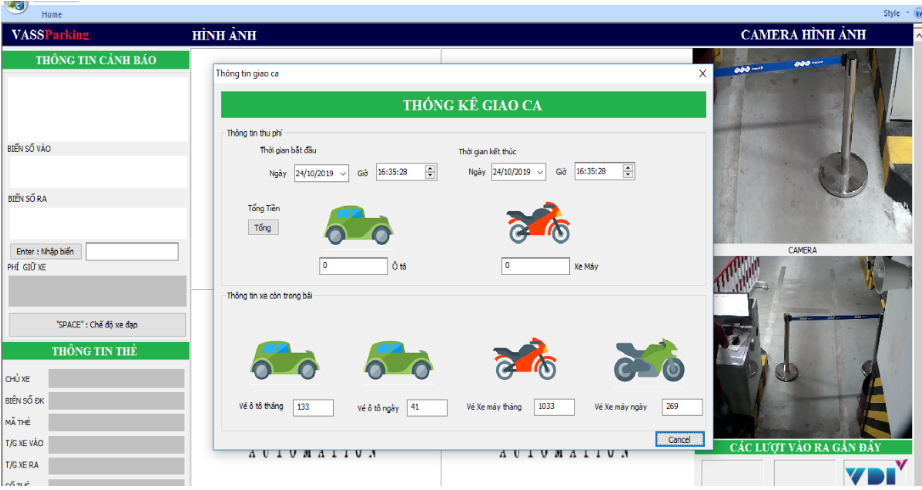 Home
Style
VASSParking
HÌNH ẢNH
CAMERA HÌNH ẢNH
THÔNG TIN CẢNH BÁO
BIỂN SỐ VÀO
BIỂN SỐ RA
Enter : Nhập biển
PHÍ GIỮ XE
"SPACE" : Chế độ xe đạp
THÔNG TIN THẺ
CHỦ XE
BIỂN SỐ ĐK
MÃ THẺ
T/G XE VÀO
T/G XE RA
SỐ THẺ
Thông tin giao ca
THỐNG KÊ GIAO CA
Thông tin thu phí
Thời gian bắt đầu
Thời gian kết thúc
Ngày 24/10/2019 Giờ 16:35:28
Ngày 24/10/2019 Giờ 16:35:28
Tổng Tiền
Tổng
0 Ô tô
0 Xe Máy
Thông tin xe còn trong bãi
Vé ô tô tháng 133
Vé ô tô ngày 41
Vé Xe máy tháng 1033
Vé Xe máy ngày 269
Cancel
AUTOMATION
AUTOMATION
CAMERA
CÁC LƯỢT VÀO RA GẦN ĐÂY
VDI